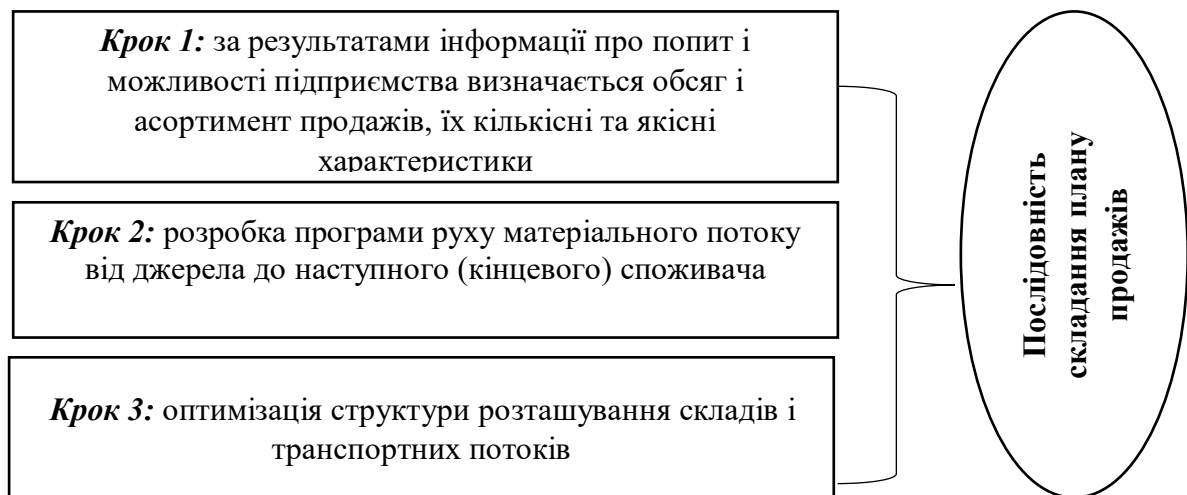 Крок 1: за результатами інформації про попит і
можливості підприємства визначається обсяг і
асортимент продажів, їх кількісні та якісні
характеристики
Крок 2: розробка програми руху матеріального потоку
від джерела до наступного (кінцевого) споживача
Крок 3: оптимізація структури розташування складів і
транспортних потоків
Послідовність
складання плану
продажів